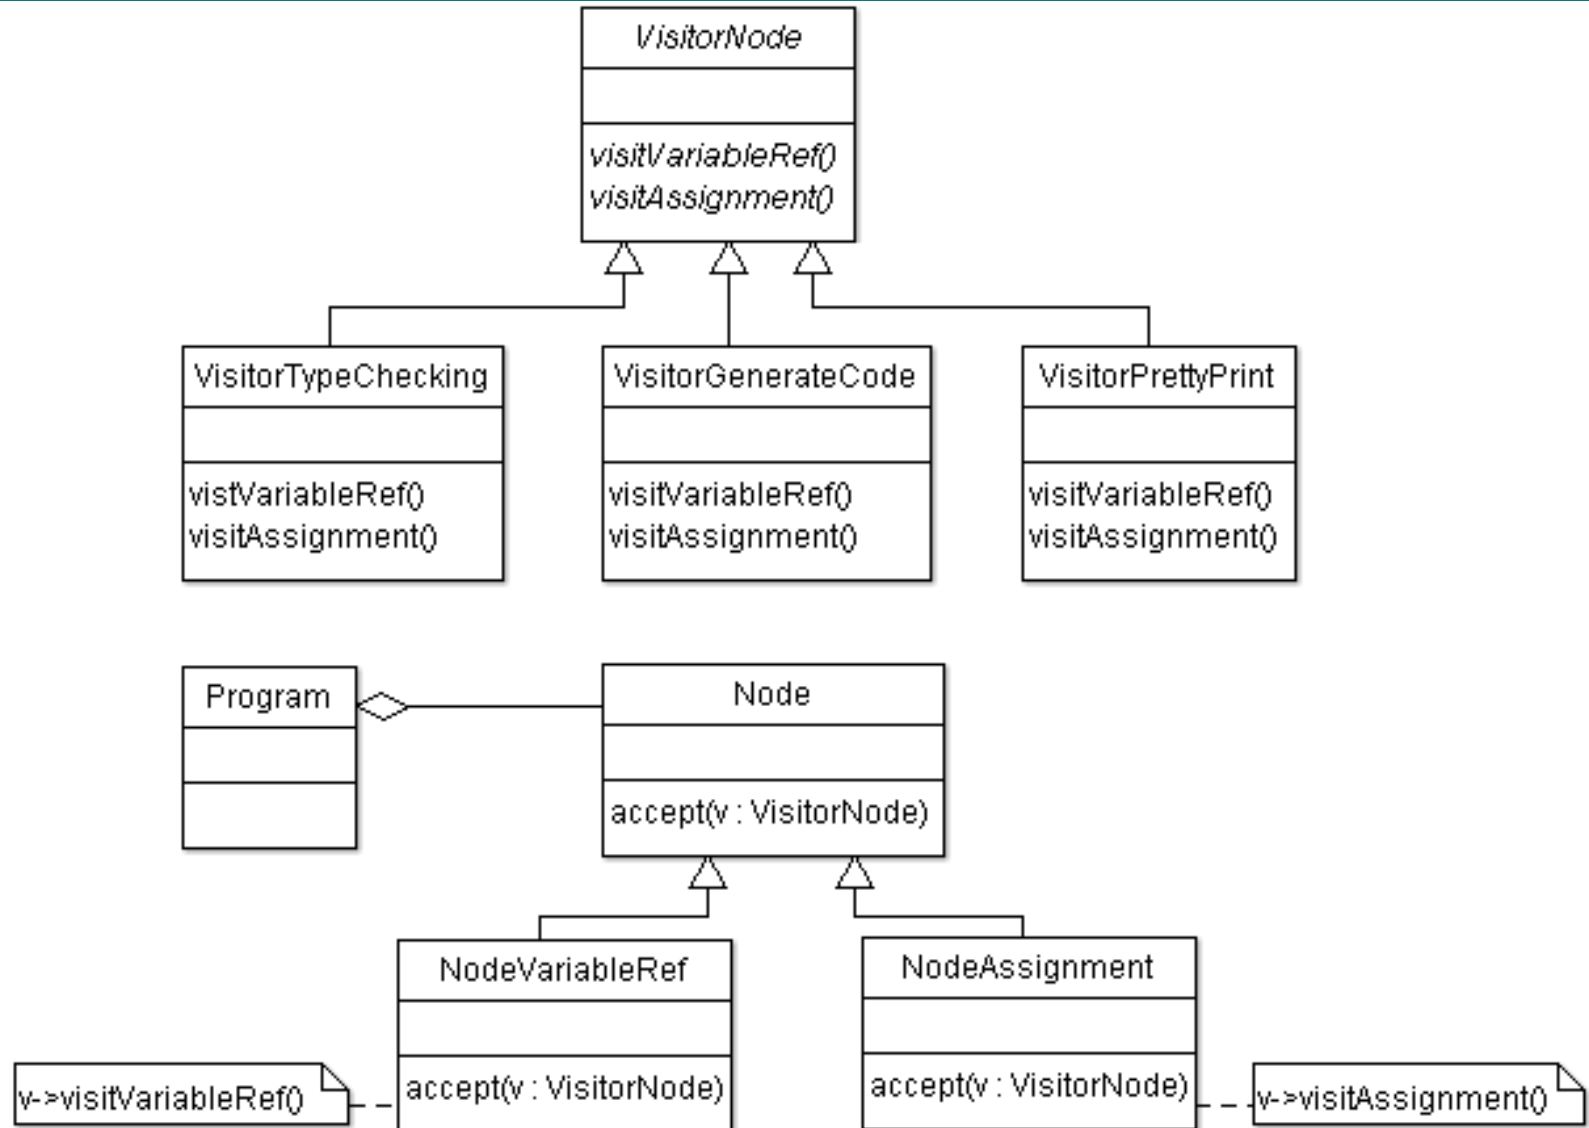 VisitorNode
visitVariableRef()
visitAssignment()
VisitorTypeChecking
vistVariableRef()
visitAssignment()
VisitorGenerateCode
visitVariableRef()
visitAssignment()
VisitorPrettyPrint
visitVariableRef()
visitAssignment()
Program
Node
accept(v : VisitorNode)
NodeVariableRef
accept(v : VisitorNode)
NodeAssignment
accept(v : VisitorNode)
v->visitVariableRef()
v->visitAssignment()